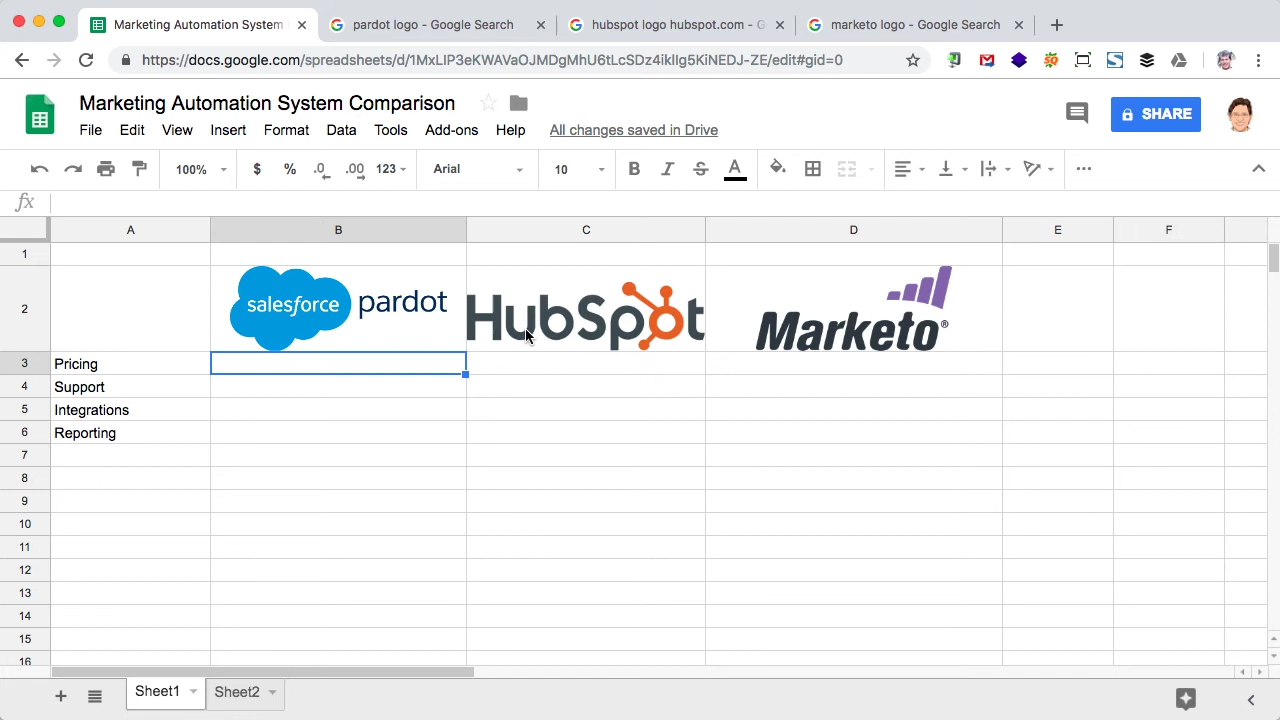 Marketing Automation System
pardot logo - Google Search
hubspot logo hubspot.com - G
marketo logo - Google Search
https://docs.google.com/spreadsheets/d/1MxLIP3eKWAVaOJMDgMhU6tLcSDz4ikIIg5KiNEDJ-ZE/edit#gid=0
Marketing Automation System Comparison
SHARE
File Edit View Insert Format Data Tools Add-ons Help All changes saved in Drive
100% $ % .0 .00 123 Arial 10 B I S A
fx
A B C D E F
1
2 salesforce pardot HubSpot Marketo®
3 Pricing
4 Support
5 Integrations
6 Reporting
7
8
9
10
11
12
13
14
15
16
Sheet1 Sheet2